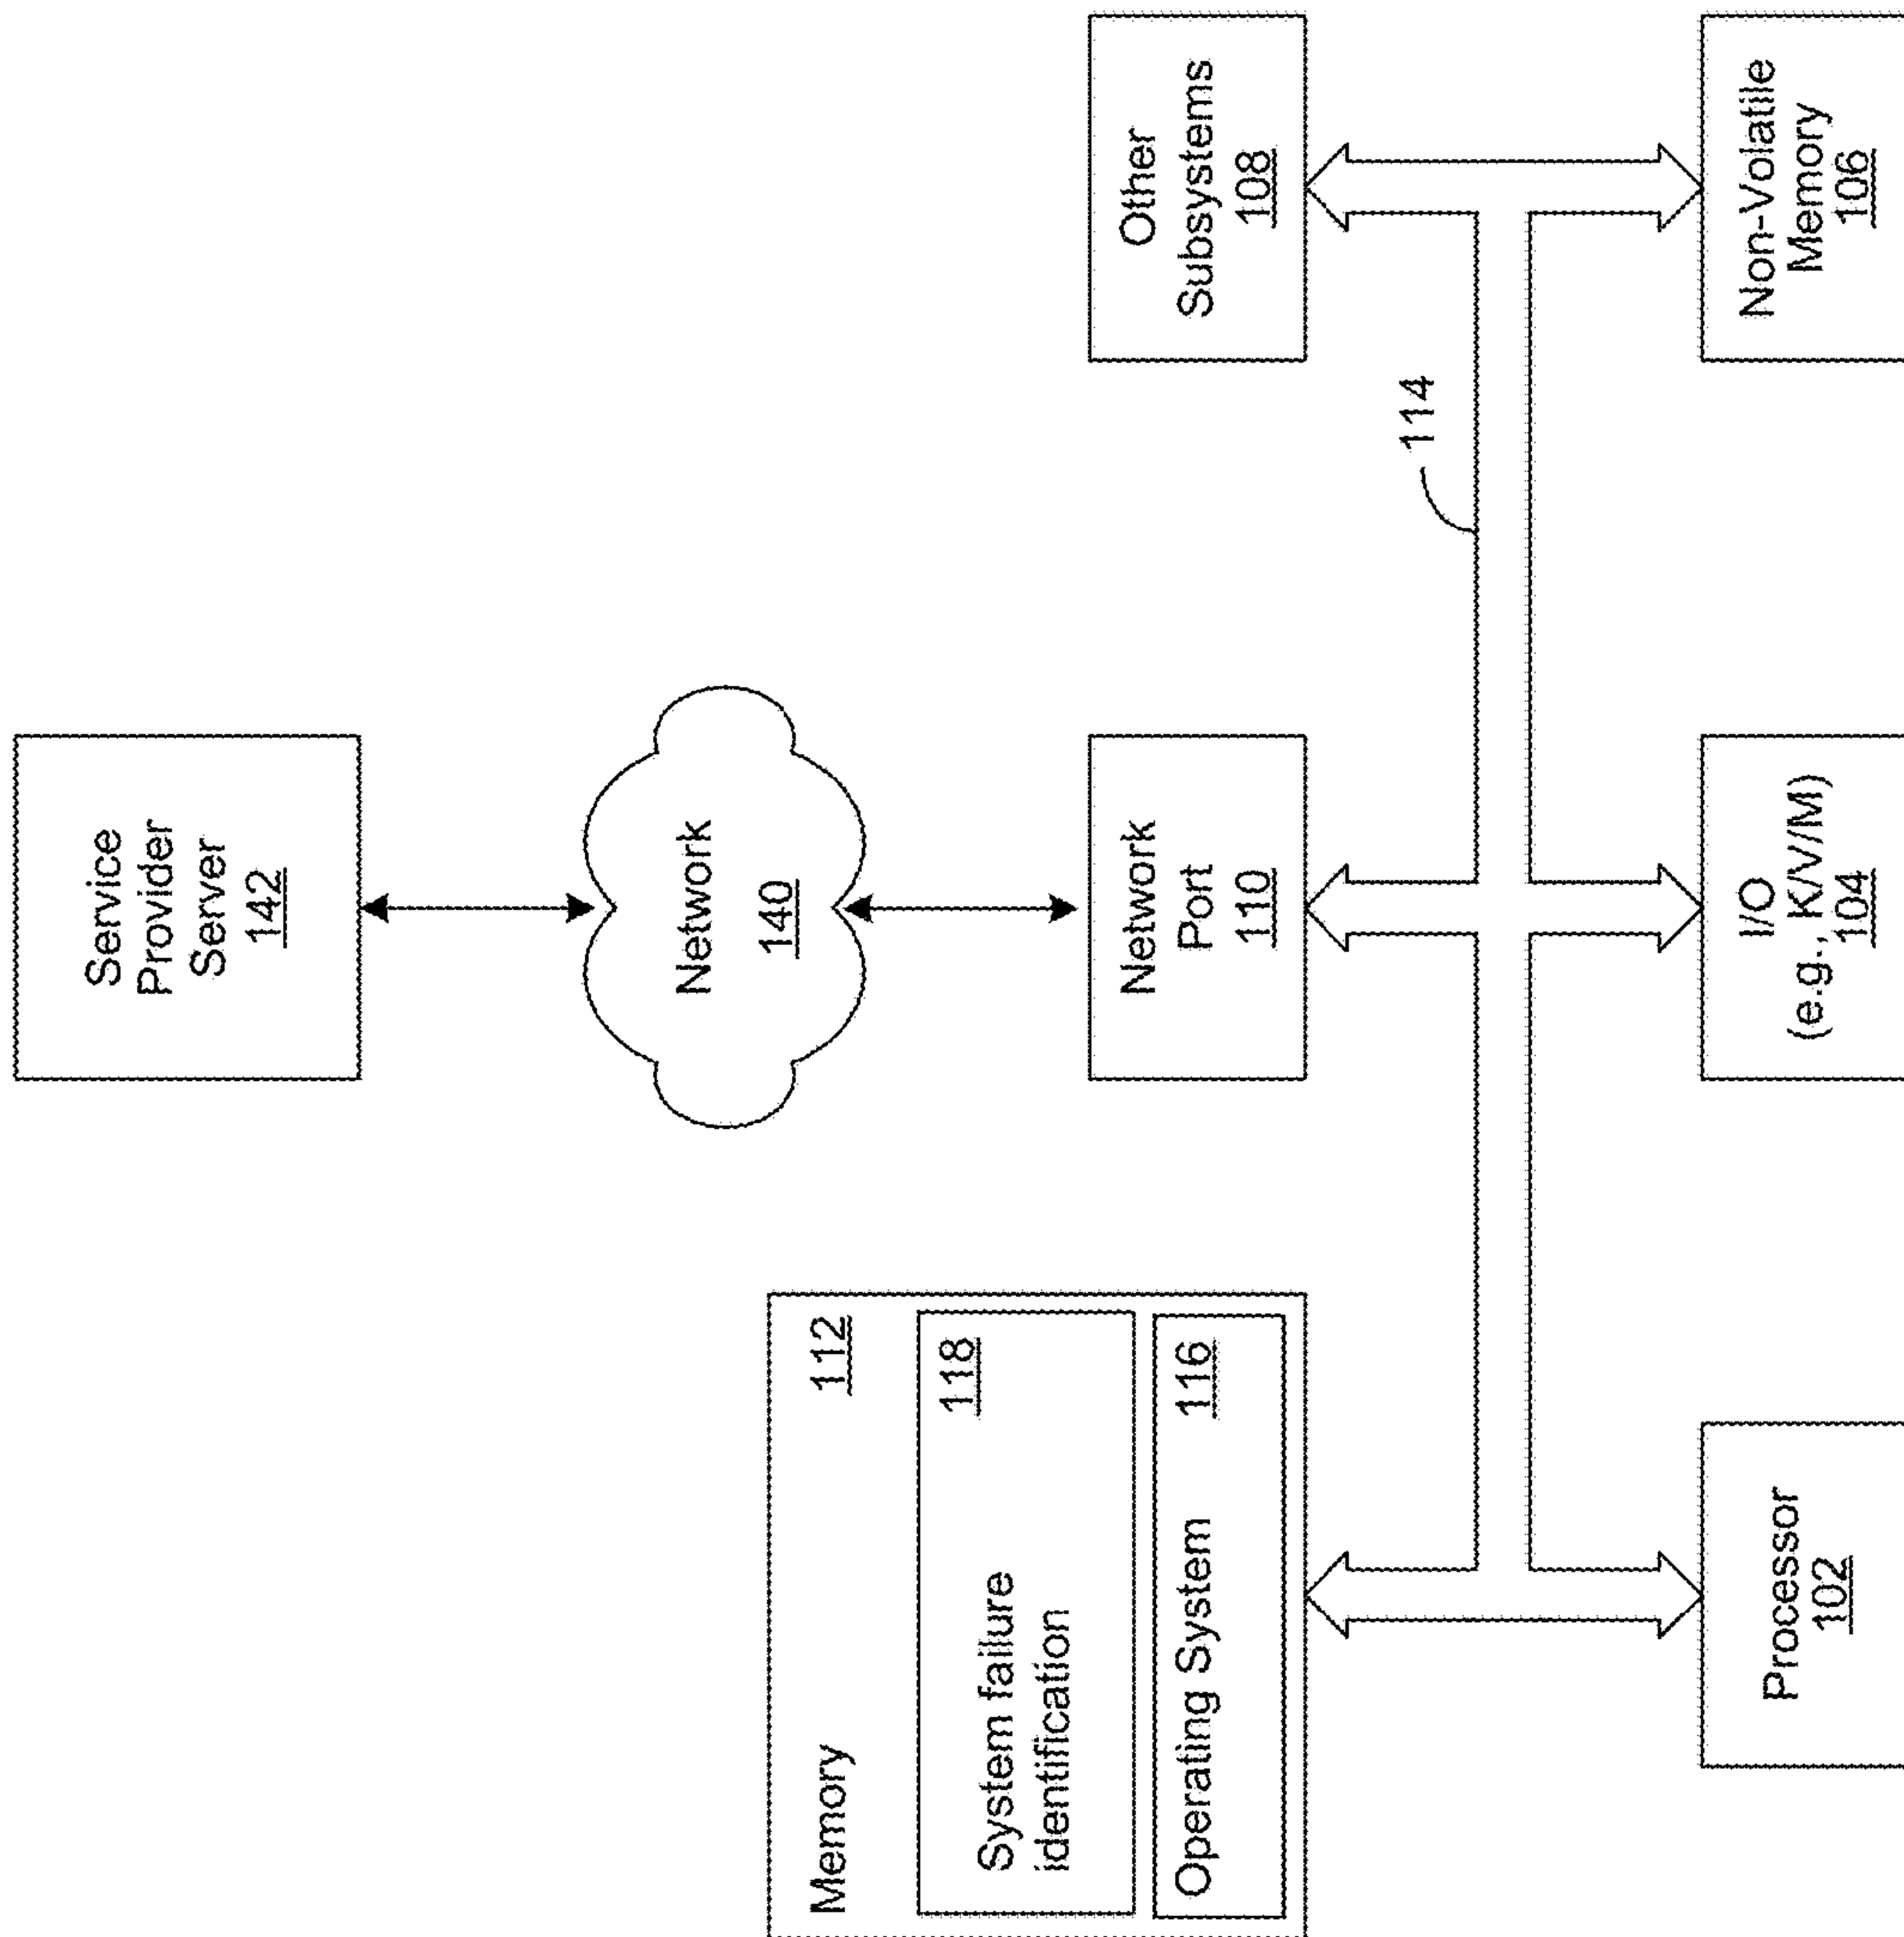 Service
Provider
Server
142
Network
140
Memory
112
System failure
identification
118
Operating System
116
Network
Port
110
Other
Subsystems
108
114
Processor
102
I/O
(e.g., K/V/M)
104
Non-Volatile
Memory
106